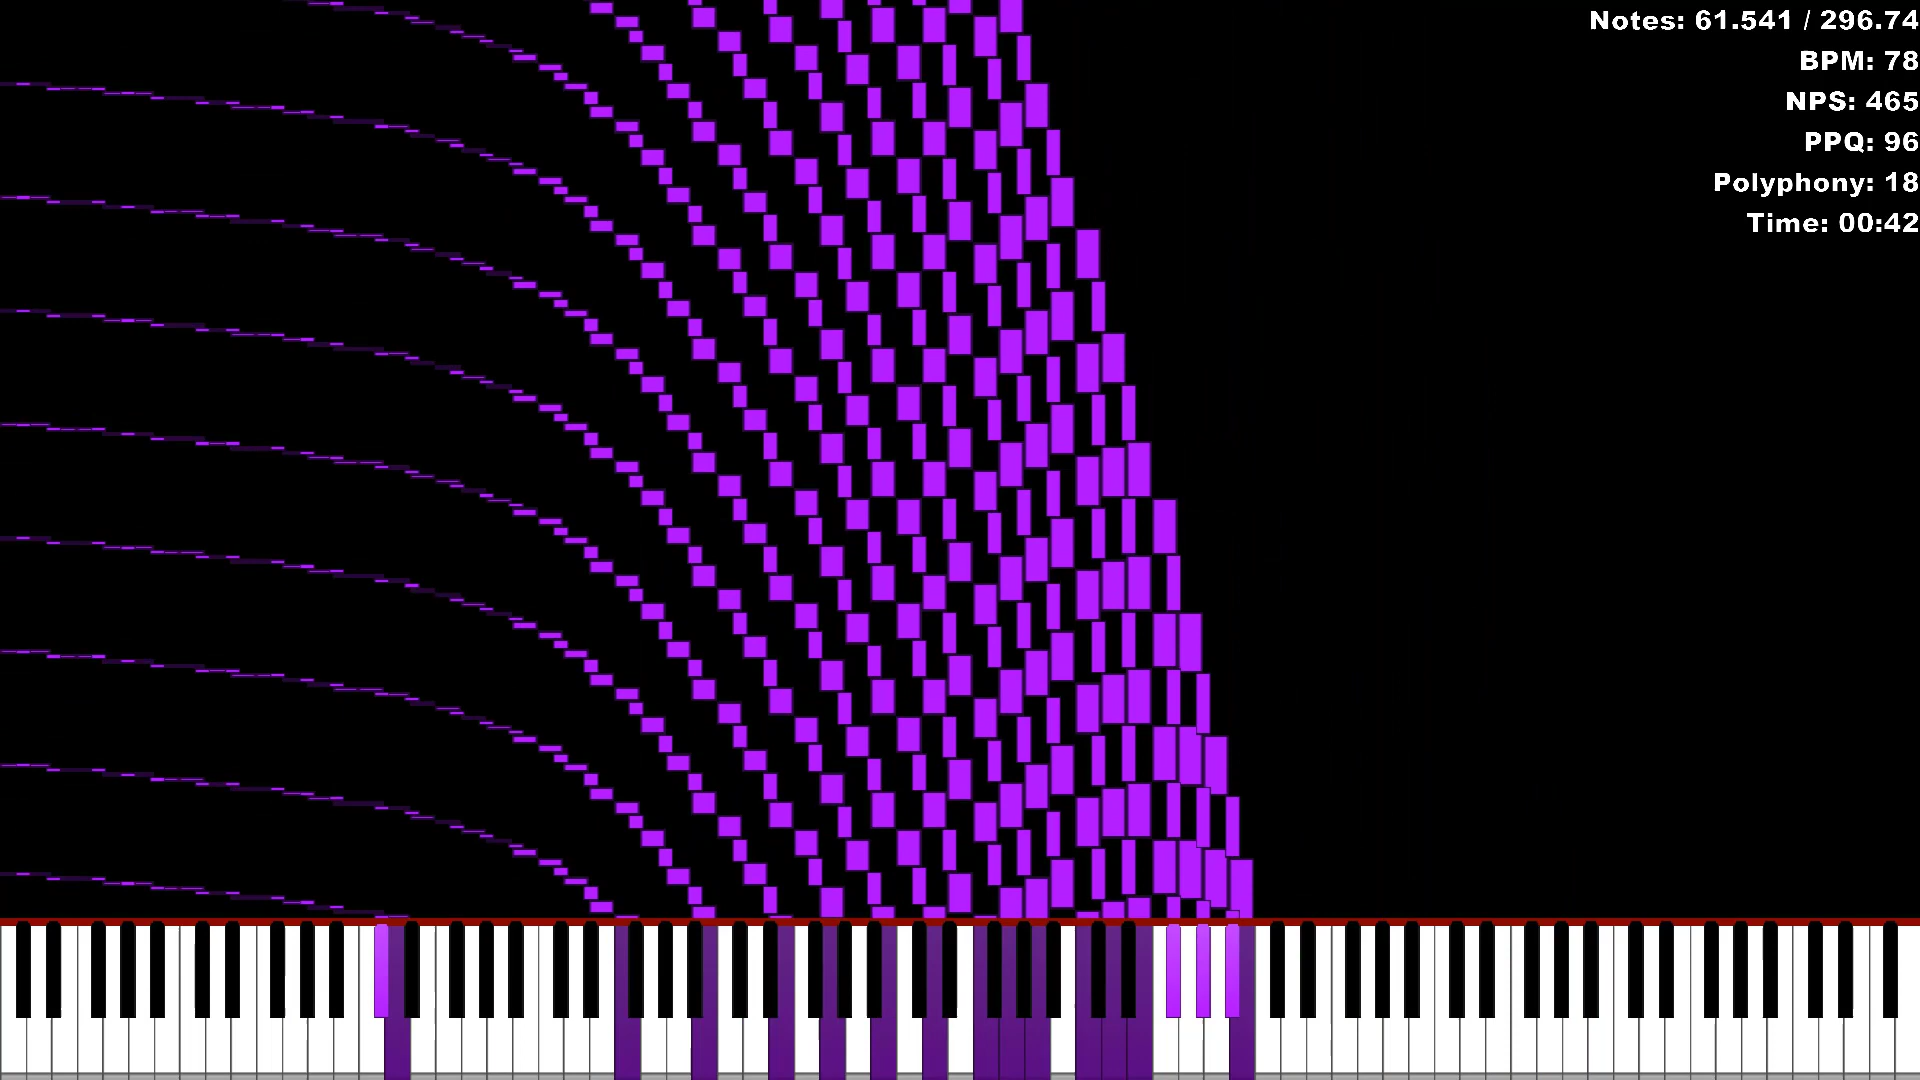 Notes: 61.541 / 296.74
BPM: 78
NPS: 465
PPQ: 96
Polyphony: 18
Time: 00:42